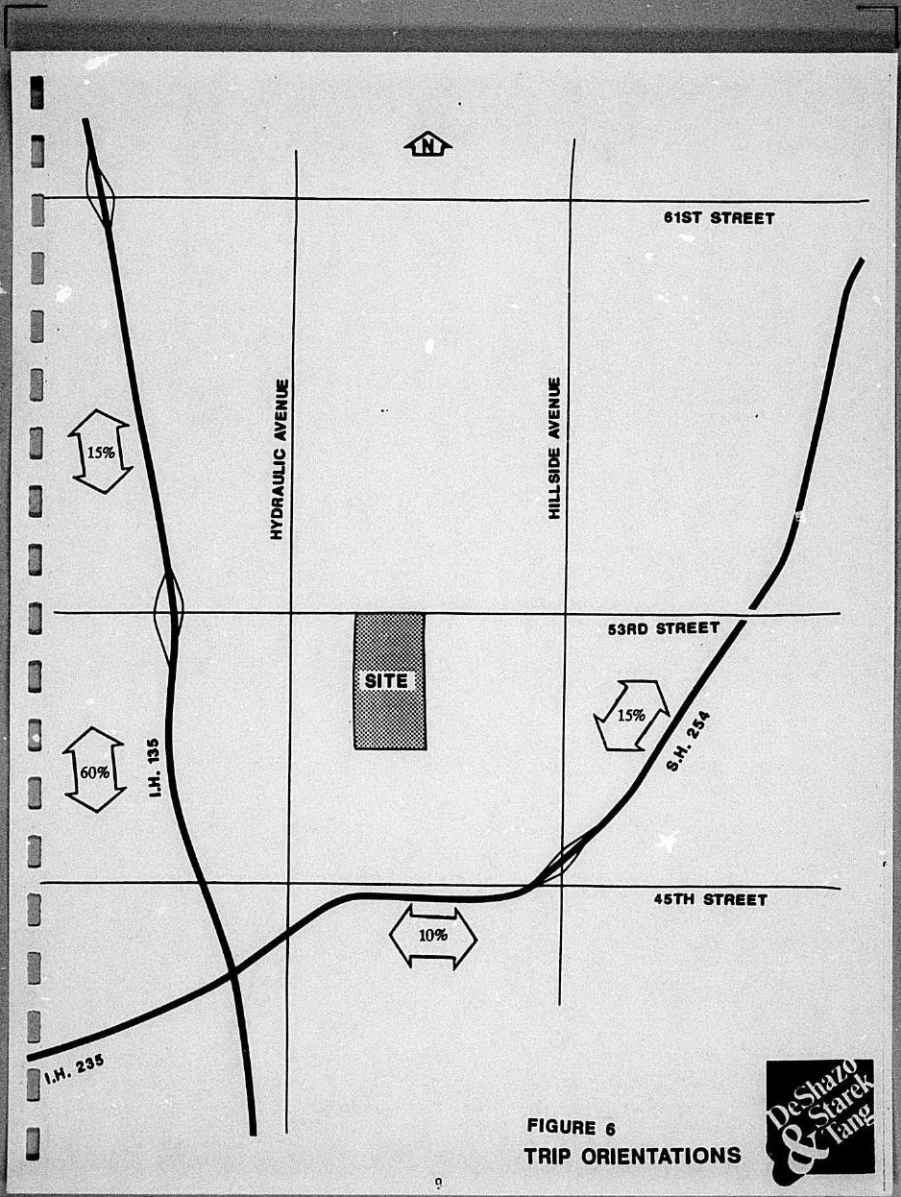 N
61ST STREET
HYDRAULIC AVENUE
HILLSIDE AVENUE
15%
53RD STREET
SITE
15%
S.H. 254
I.H. 135
60%
45TH STREET
10%
I.H. 235
FIGURE 6
TRIP ORIENTATIONS
DeShazo
Starek
& Tang